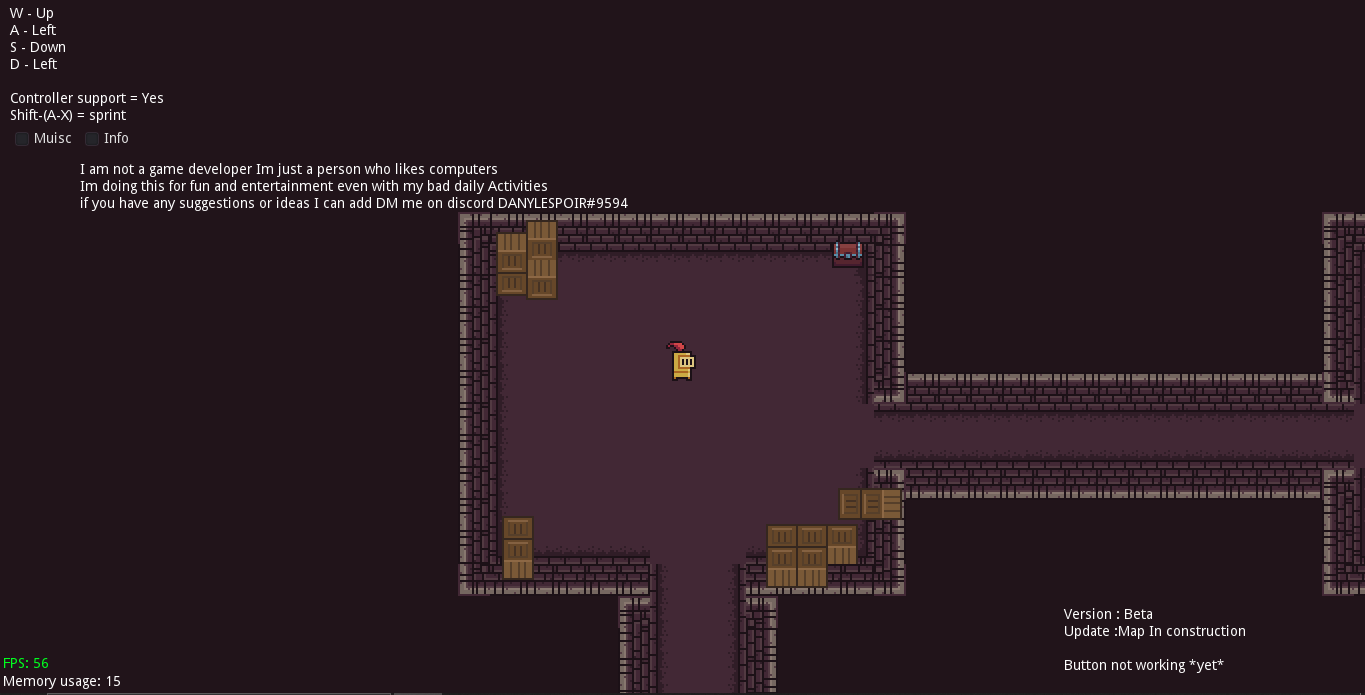 W - Up
A - Left
S - Down
D - Left
Controller support = Yes
Shift-(A-X) = sprint
Muisc Info
I am not a game developer Im just a person who likes computers
Im doing this for fun and entertainment even with my bad daily Activities
if you have any suggestions or ideas I can add DM me on discord DANYLESPOIR#9594
Version : Beta
Update :Map In construction
Button not working *yet*
FPS: 56
Memory usage: 15